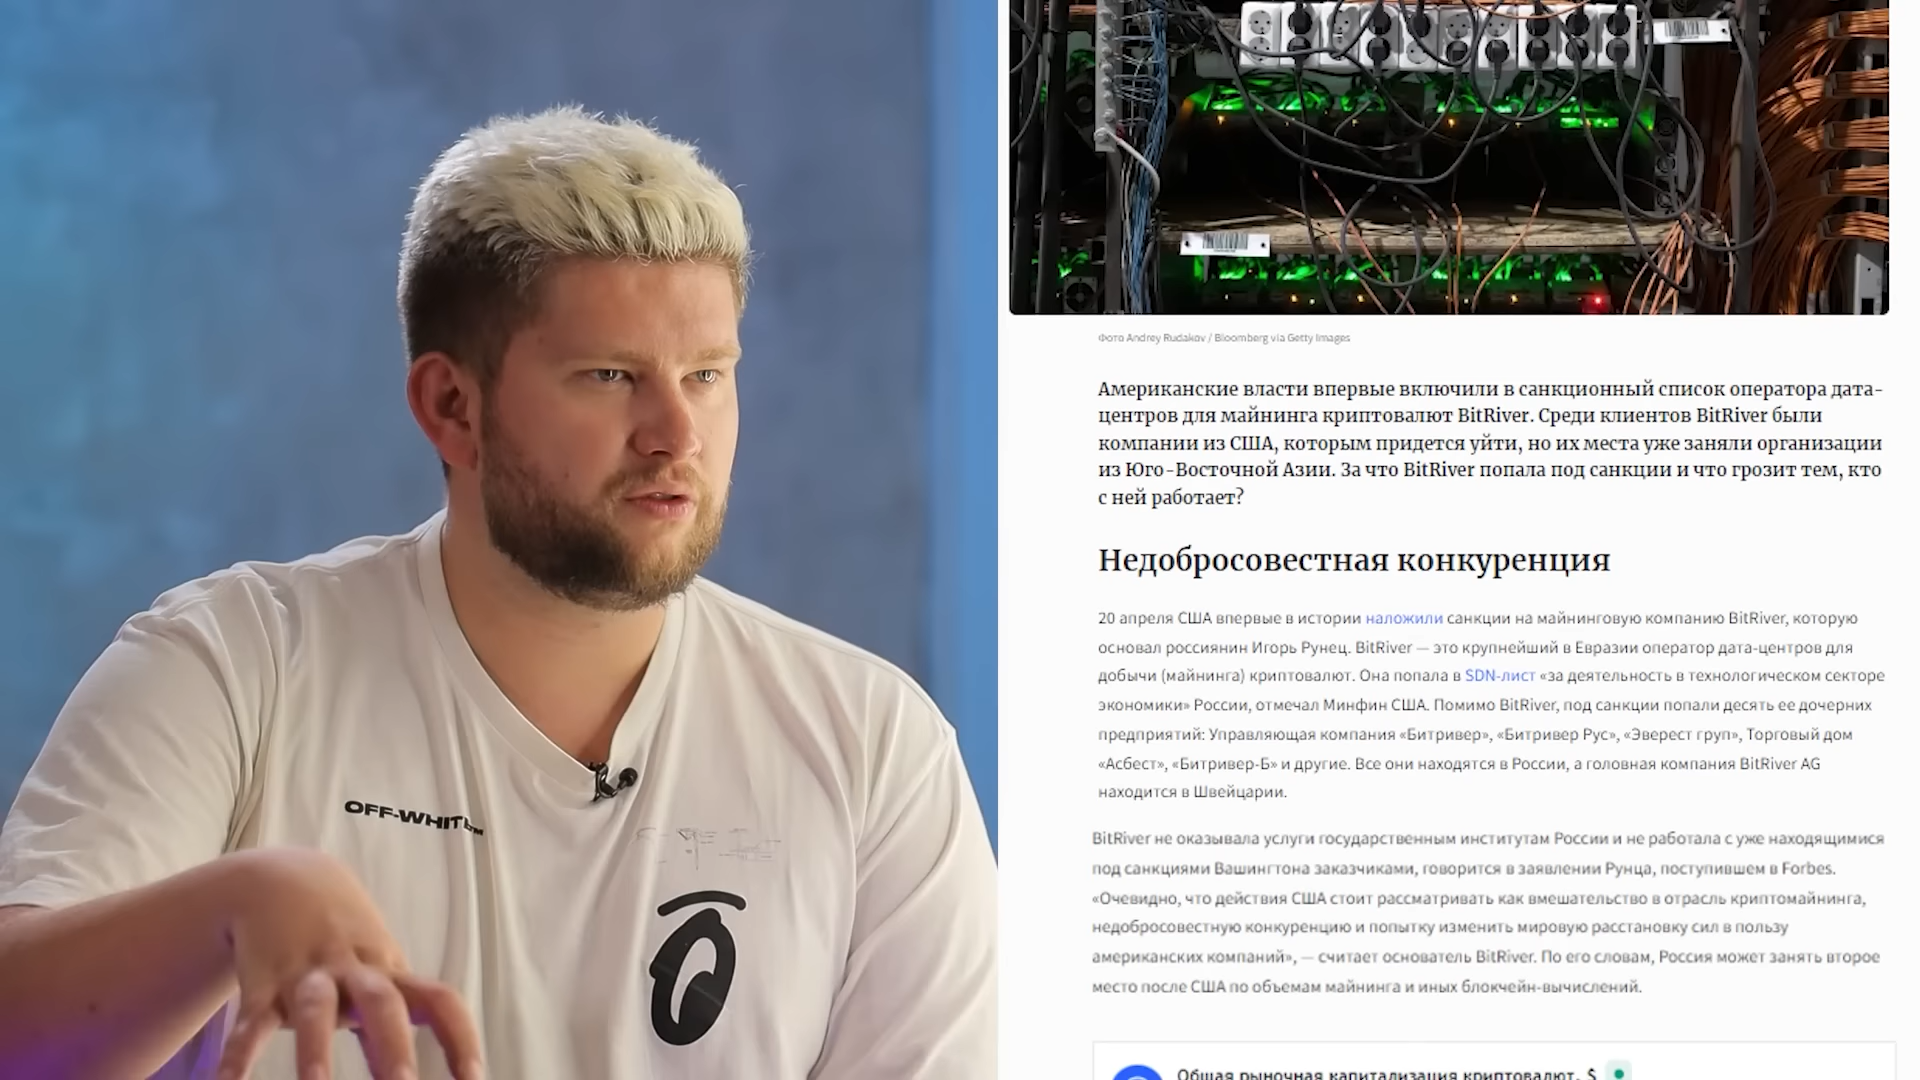 OFF-WHITE™
Фото Andrey Rudakov / Bloomberg via Getty Images
Американские власти впервые включили в санкционный список оператора дата-
центров для майнинга криптовалют BitRiver. Среди клиентов BitRiver были
компании из США, которым придется уйти, но их места уже заняли организации
из Юго-Восточной Азии. За что BitRiver попала под санкции и что грозит тем, кто
с ней работает?
Недобросовестная конкуренция
20 апреля США впервые в истории наложили санкции на майнинговую компанию BitRiver, которую
основал россиянин Игорь Рунец. BitRiver — это крупнейший в Евразии оператор дата-центров для
добычи (майнинга) криптовалют. Она попала в SDN-лист «за деятельность в технологическом секторе
экономики» России, отмечал Минфин США. Помимо BitRiver, под санкции попали десять ее дочерних
предприятий: Управляющая компания «Битривер», «Битривер Рус», «Эверест груп», Торговый дом
«Асбест», «Битривер-Б» и другие. Все они находятся в России, а головная компания BitRiver AG
находится в Швейцарии.
BitRiver не оказывала услуги государственным институтам России и не работала с уже находящимися
под санкциями Вашингтона заказчиками, говорится в заявлении Рунца, поступившем в Forbes.
«Очевидно, что действия США стоит рассматривать как вмешательство в отрасль криптомайнинга,
недобросовестную конкуренцию и попытку изменить мировую расстановку сил в пользу
американских компаний», — считает основатель BitRiver. По его словам, Россия может занять второе
место после США по объемам майнинга и иных блокчейн-вычислений.
Общая рыночная капитализация криптовалют, $